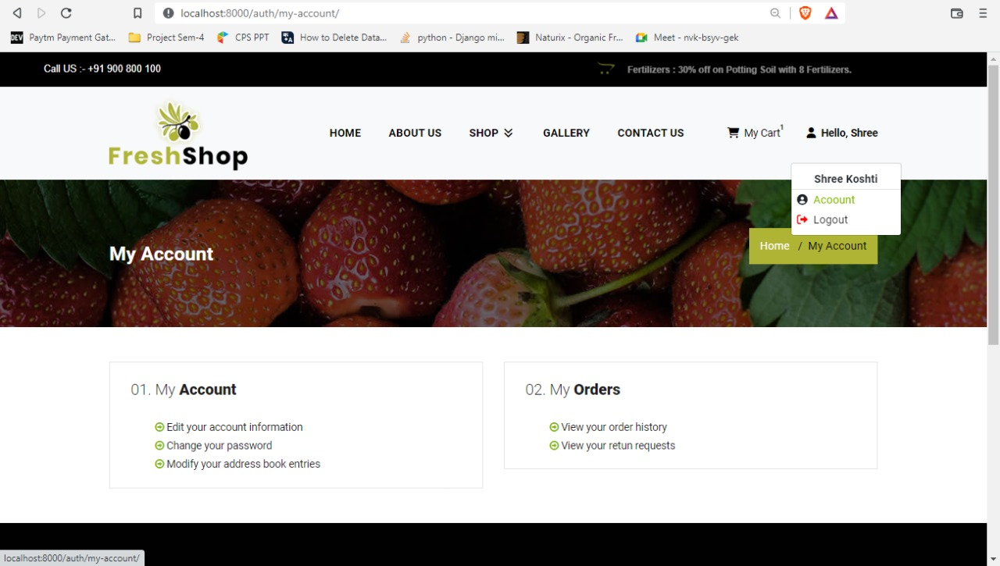 localhost:8000/auth/my-account/
DEV Paytm Payment Gat... Project Sem-4 CPS PPT How to Delete Data... python - Django mi... Naturix - Organic Fr... Meet - nvk-bsyv-gek
Call US :- +91 900 800 100 Fertilizers : 30% off on Potting Soil with 8 Fertilizers.
FreshShop
HOME ABOUT US SHOP GALLERY CONTACT US My Cart 1 Hello, Shree
Shree Koshti
Acoount
Logout
My Account
Home / My Account
01. My Account
Edit your account information
Change your password
Modify your address book entries
02. My Orders
View your order history
View your retun requests
localhost:8000/auth/my-account/